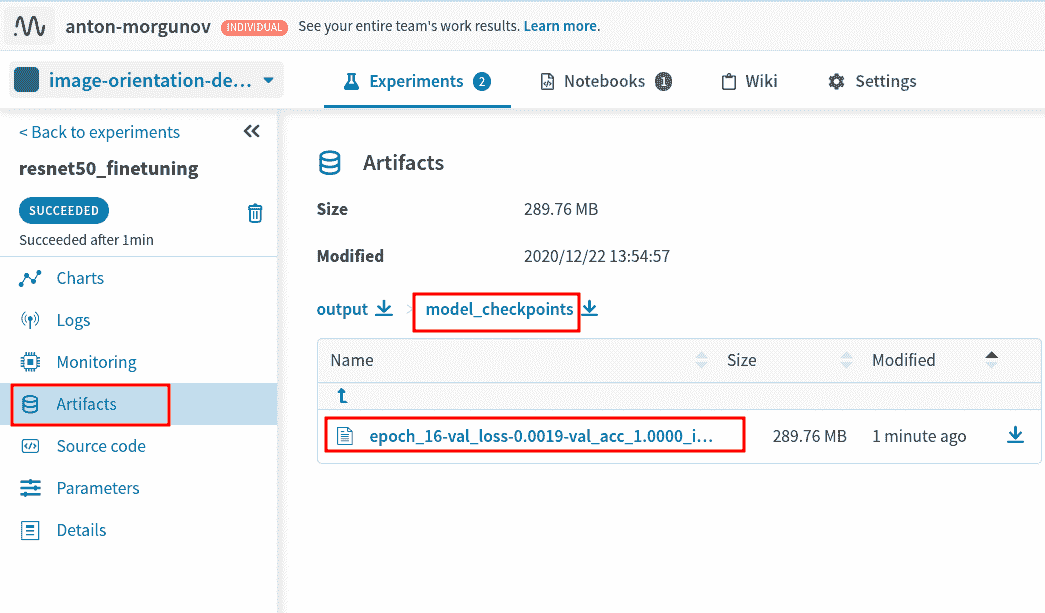 anton-morgunov INDIVIDUAL See your entire team's work results. Learn more.
image-orientation-de... Experiments 2 Notebooks 1 Wiki Settings
< Back to experiments
resnet50_finetuning
SUCCEEDED
Succeeded after 1min
Charts
Logs
Monitoring
Artifacts
Source code
Parameters
Details
Artifacts
Size 289.76 MB
Modified 2020/12/22 13:54:57
output model_checkpoints
Name Size Modified
epoch_16-val_loss-0.0019-val_acc_1.0000_i... 289.76 MB 1 minute ago